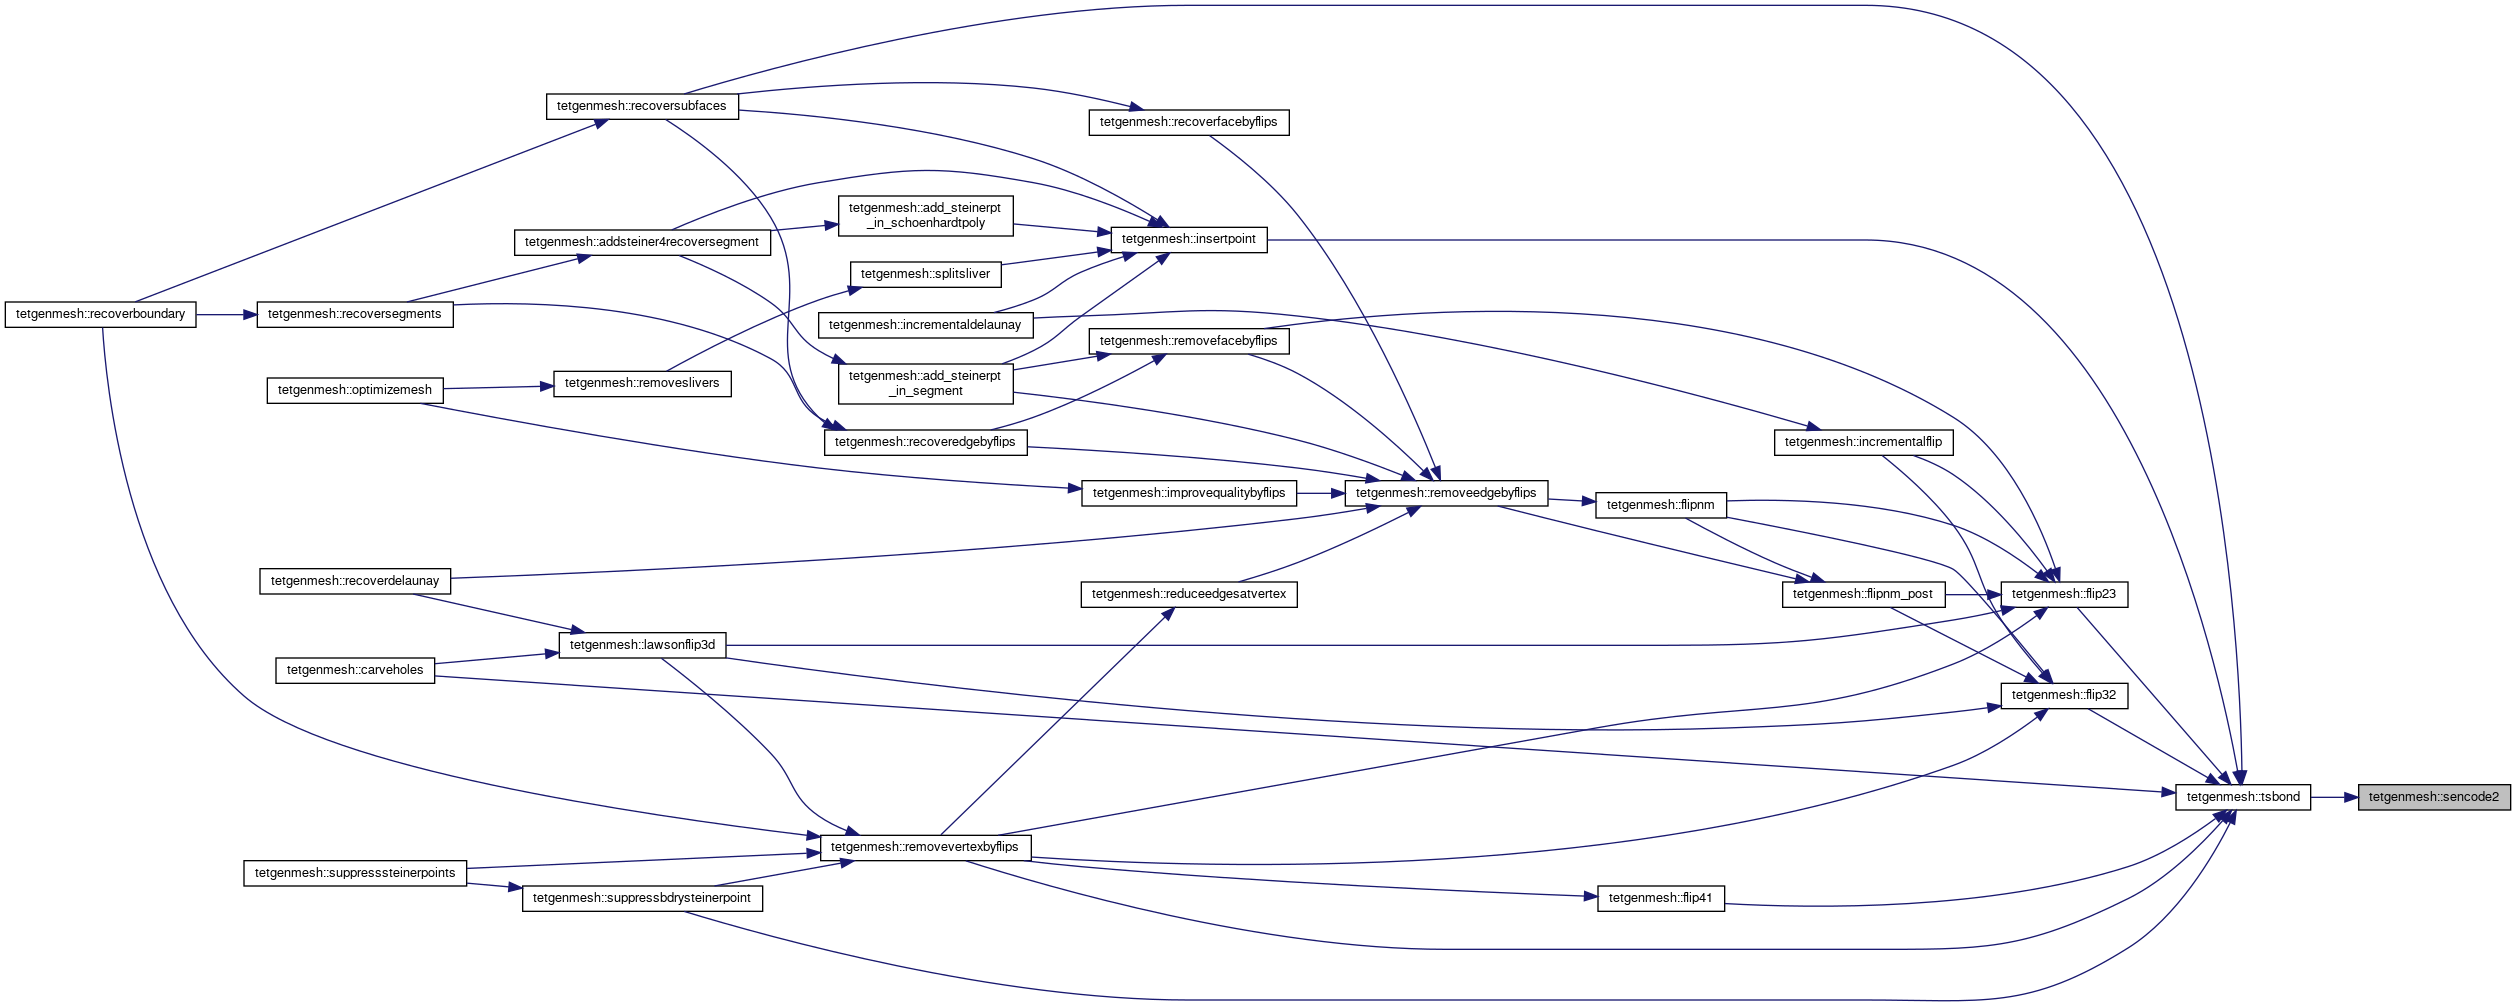 tetgenmesh::recoversubfaces
tetgenmesh::recoverfacebyflips
tetgenmesh::add_steinerpt
_in_schoenhardtpoly
tetgenmesh::addsteiner4recoversegment
tetgenmesh::insertpoint
tetgenmesh::splitsliver
tetgenmesh::recoverboundary
tetgenmesh::recoversegments
tetgenmesh::incrementaldelaunay
tetgenmesh::removefacebyflips
tetgenmesh::optimizemesh
tetgenmesh::removeslivers
tetgenmesh::add_steinerpt
_in_segment
tetgenmesh::recoveredgebyflips
tetgenmesh::incrementalflip
tetgenmesh::improvequalitybyflips
tetgenmesh::removeedgebyflips
tetgenmesh::flipnm
tetgenmesh::recoverdelaunay
tetgenmesh::reduceedgesatvertex
tetgenmesh::flipnm_post
tetgenmesh::flip23
tetgenmesh::lawsonflip3d
tetgenmesh::carveholes
tetgenmesh::flip32
tetgenmesh::tsbond
tetgenmesh::sencode2
tetgenmesh::removevertexbyflips
tetgenmesh::suppresssteinerpoints
tetgenmesh::suppressbdrysteinerpoint
tetgenmesh::flip41